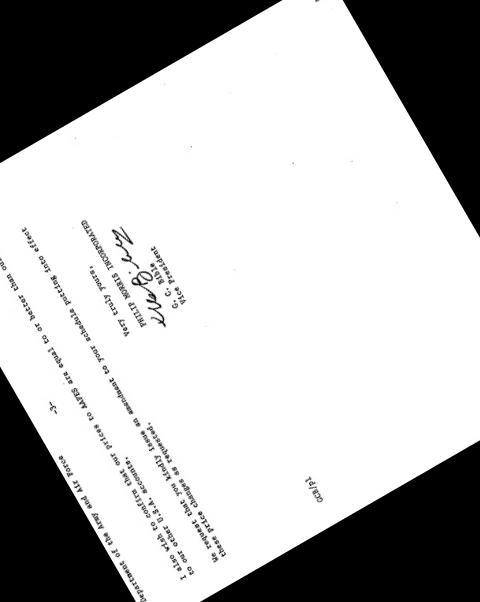 Department of the Army and Air Force
-3-
I also wish to confirm that our prices to AAFES are equal to or better than our
to our other U.S.A. accounts.
We request that you kindly issue an amendment to your schedule putting into effect
these price changes as requested.
Very truly yours,
PHILIP MORRIS INCORPORATED
G. C. Bible
Vice President
GCB/pl